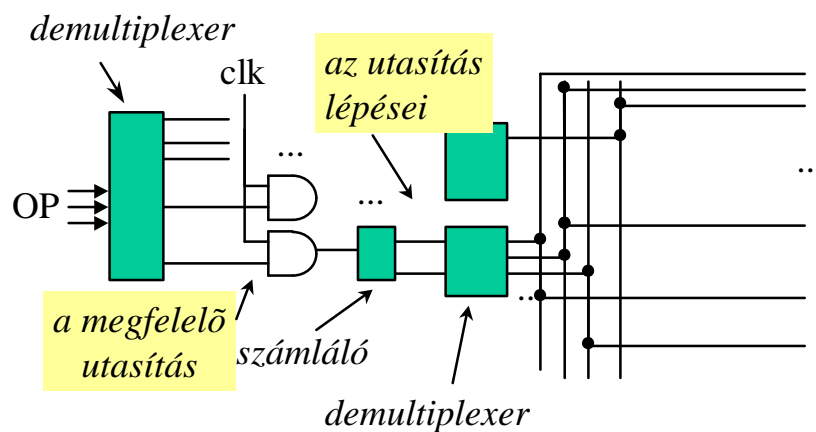 demultiplexer
clk
az utasítás
lépései
...
...
OP
..
..
a megfelelõ
utasítás
számláló
demultiplexer